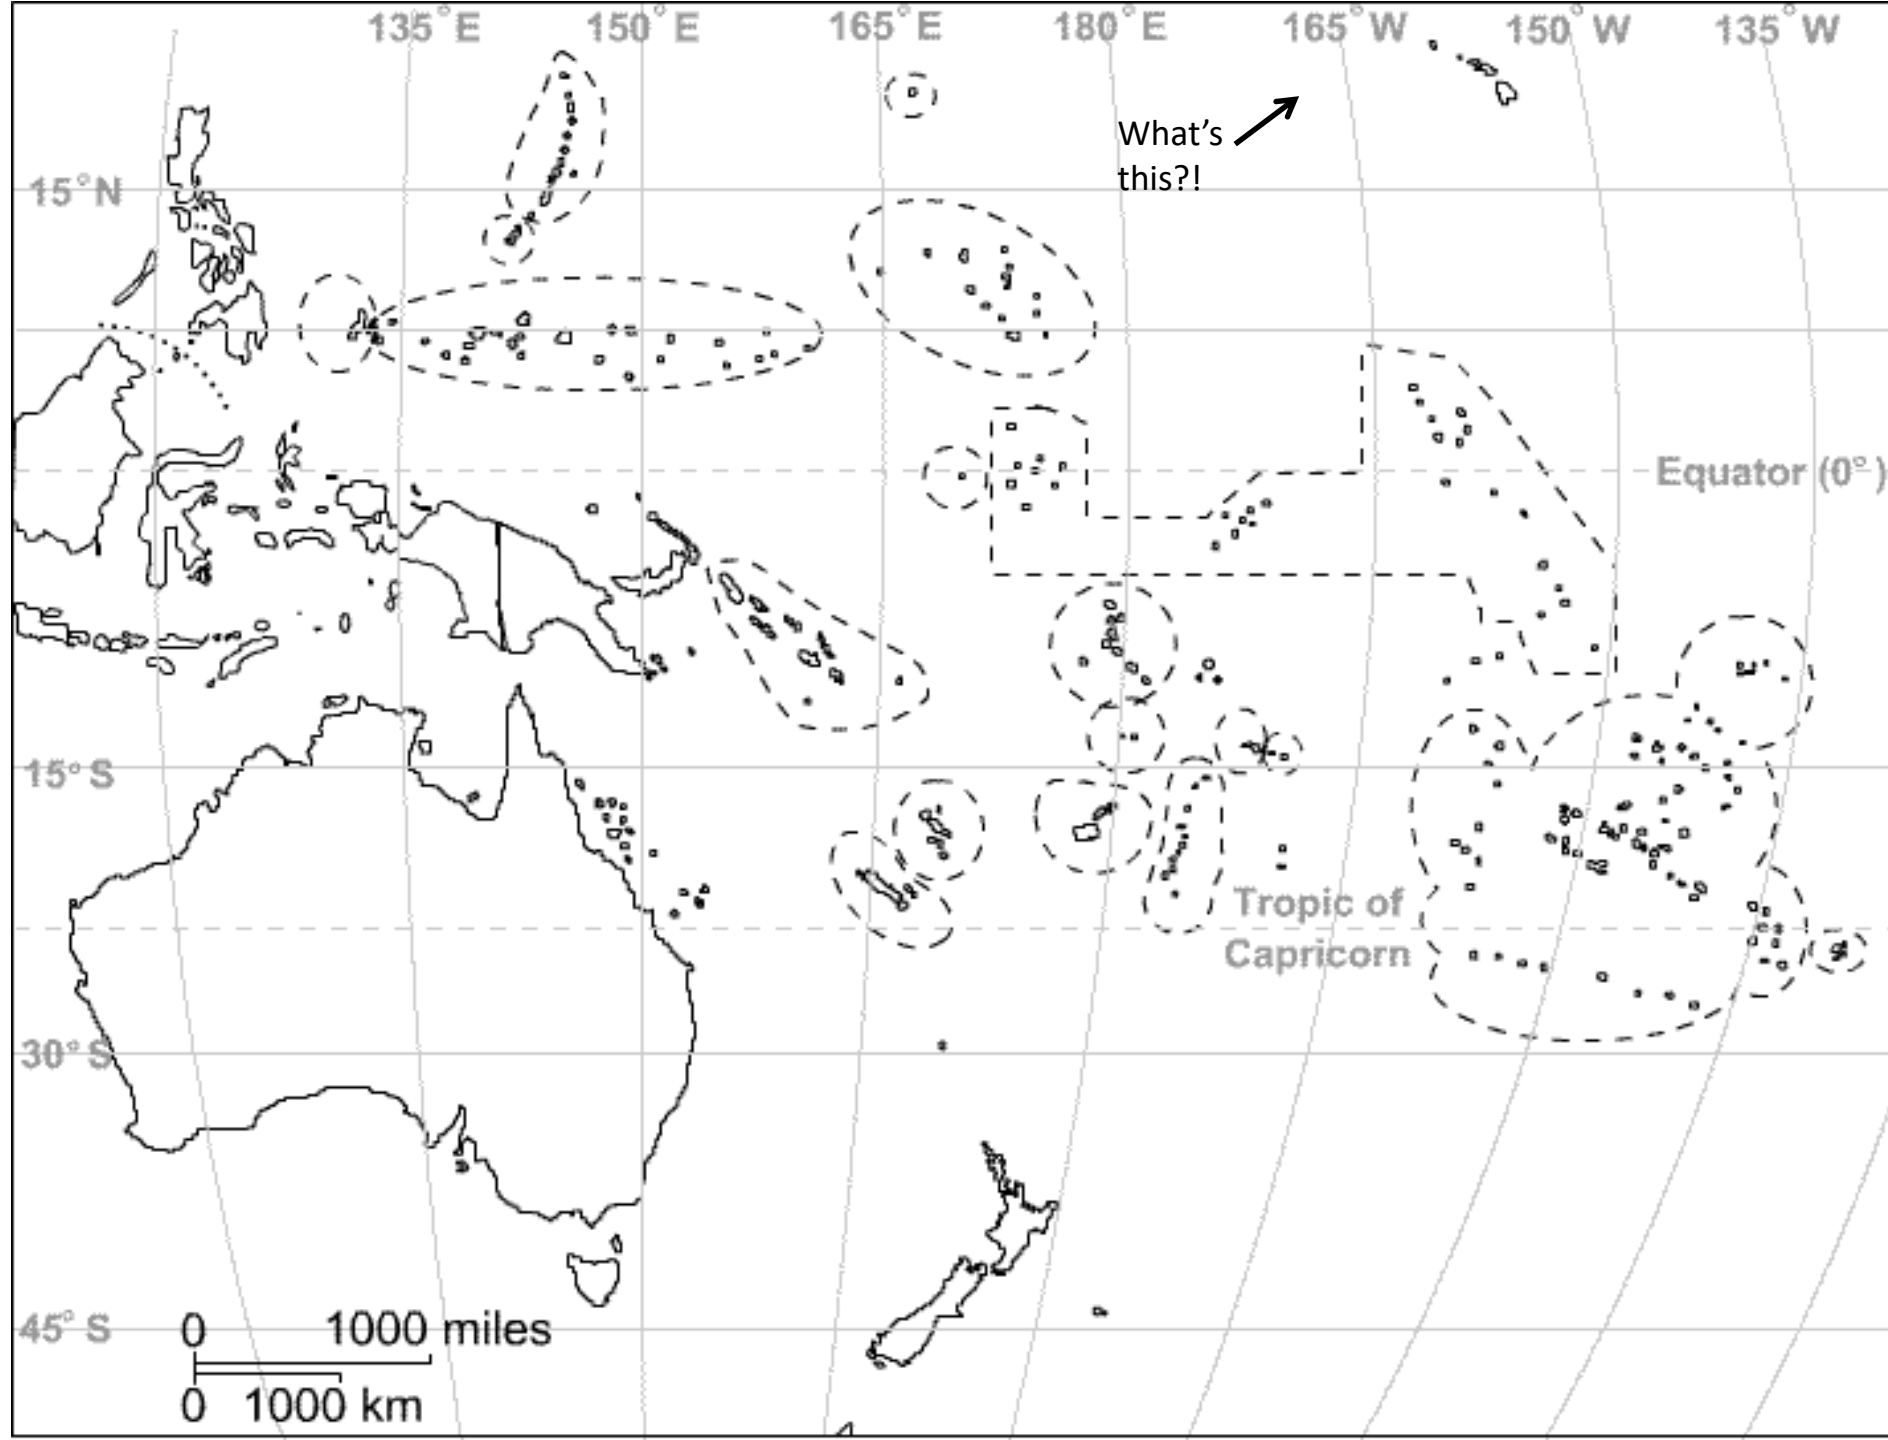 135°E 150°E 165°E 180°E 165°W 150°W 135°W
What's
this?!
15°N
Equator (0°)
15°S
Tropic of
Capricorn
30°S
45°S
0 1000 miles
0 1000 km